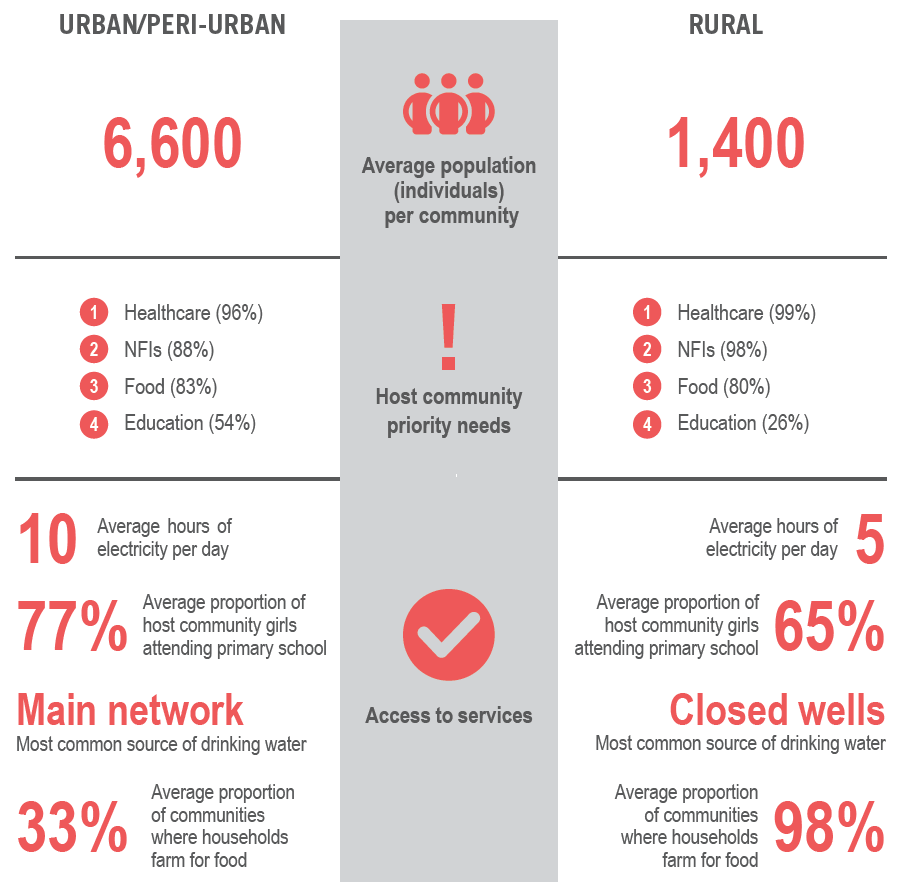 URBAN/PERI-URBAN
RURAL
6,600
Average population
(individuals)
per community
1,400
1 Healthcare (96%)
2 NFIs (88%)
3 Food (83%)
4 Education (54%)
!
Host community
priority needs
1 Healthcare (99%)
2 NFIs (98%)
3 Food (80%)
4 Education (26%)
10
Average hours of
electricity per day
77%
Average proportion of
host community girls
attending primary school
Main network
Most common source of drinking water
33%
Average proportion
of communities
where households
farm for food
Access to services
Average hours of
electricity per day
5
Average proportion of
host community girls
attending primary school
65%
Closed wells
Most common source of drinking water
Average proportion
of communities
where households
farm for food
98%